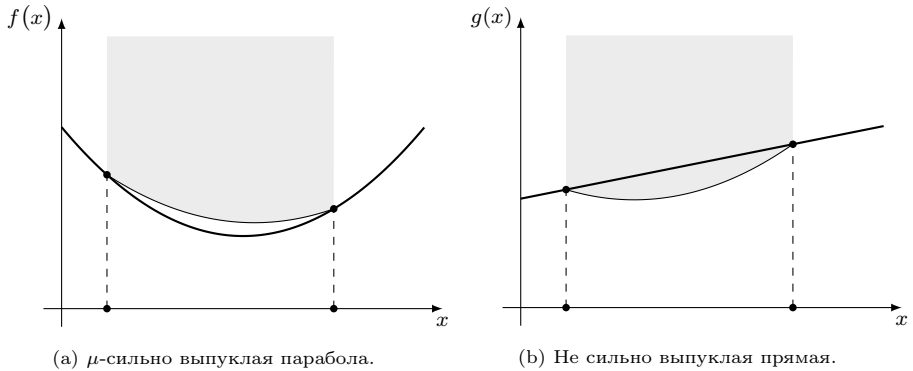 f(x)
g(x)
x
x
(a) μ-сильно выпуклая парабола.
(b) Не сильно выпуклая прямая.